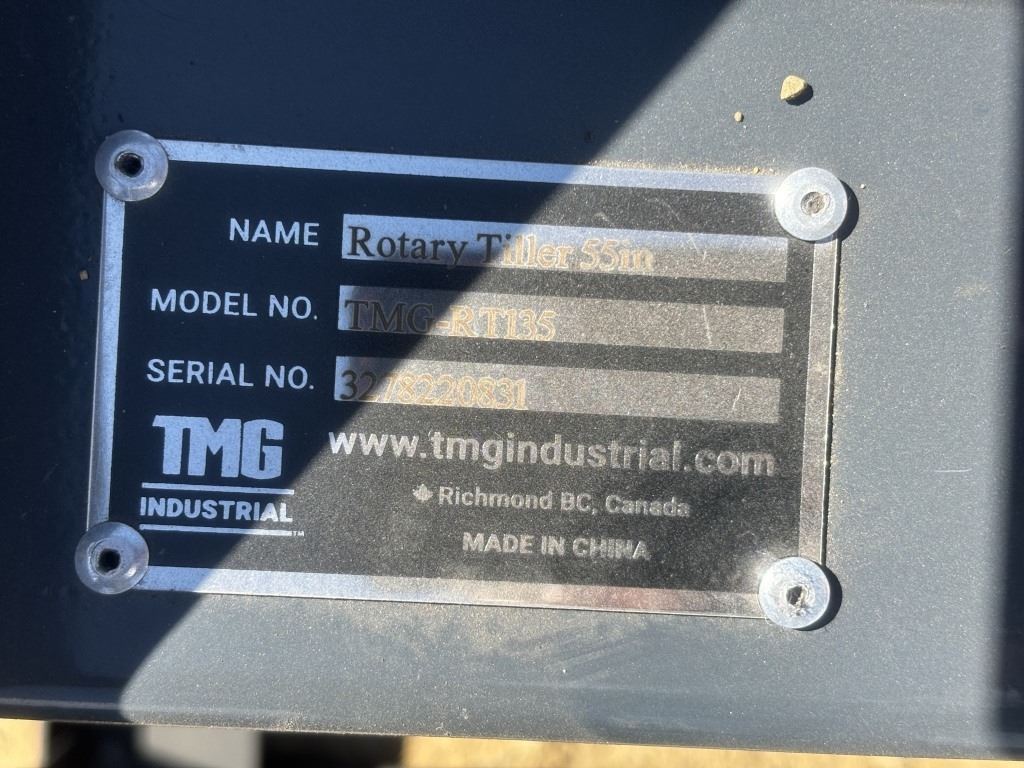 NAME Rotary Tiller 55in
MODEL NO. TMG-RT135
SERIAL NO. 3278220831
TMG
INDUSTRIAL™
www.tmgindustrial.com
Richmond BC, Canada
MADE IN CHINA